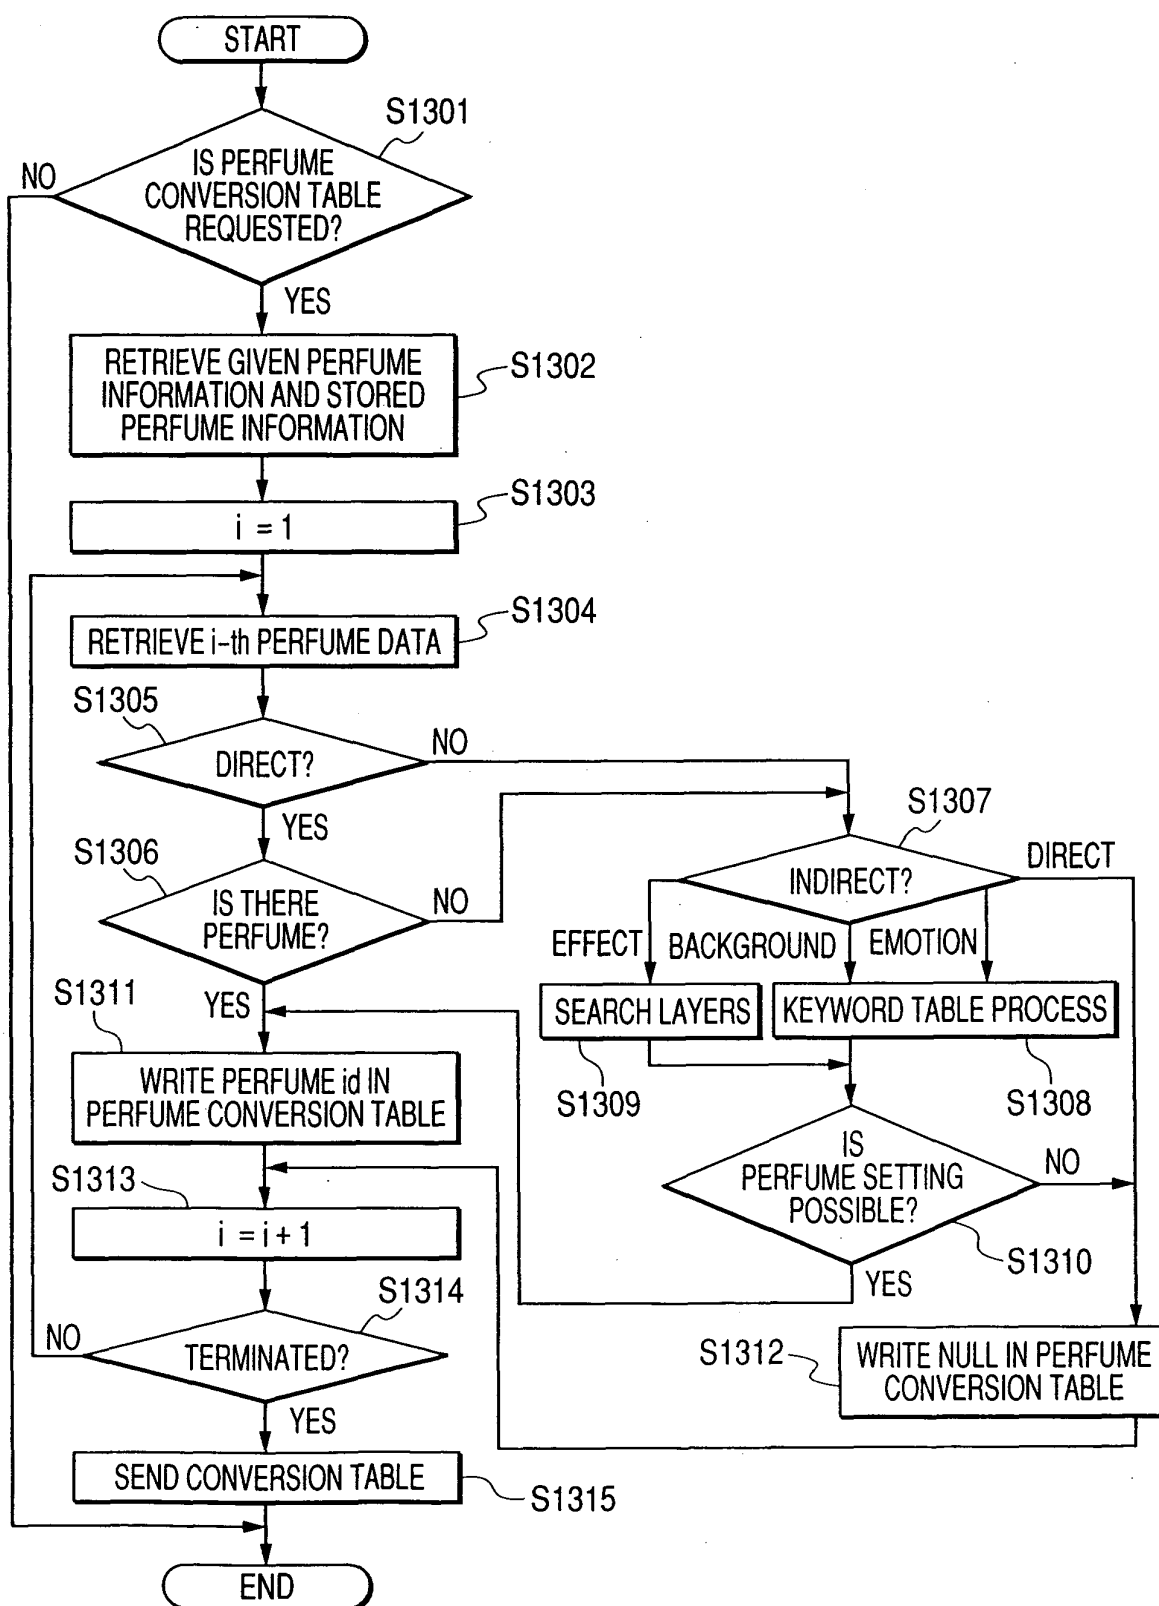 START
S1301
IS PERFUME
CONVERSION TABLE
REQUESTED?
NO
YES
RETRIEVE GIVEN PERFUME
INFORMATION AND STORED
PERFUME INFORMATION
S1302
i = 1
S1303
RETRIEVE i-th PERFUME DATA
S1304
S1305
DIRECT?
NO
YES
S1306
IS THERE
PERFUME?
NO
YES
S1307
INDIRECT?
DIRECT
EFFECT
BACKGROUND
EMOTION
SEARCH LAYERS
S1309
KEYWORD TABLE PROCESS
S1308
IS
PERFUME SETTING
POSSIBLE?
NO
S1310
YES
S1311
WRITE PERFUME id IN
PERFUME CONVERSION TABLE
S1312
WRITE NULL IN PERFUME
CONVERSION TABLE
S1313
i = i + 1
S1314
TERMINATED?
NO
YES
SEND CONVERSION TABLE
S1315
END